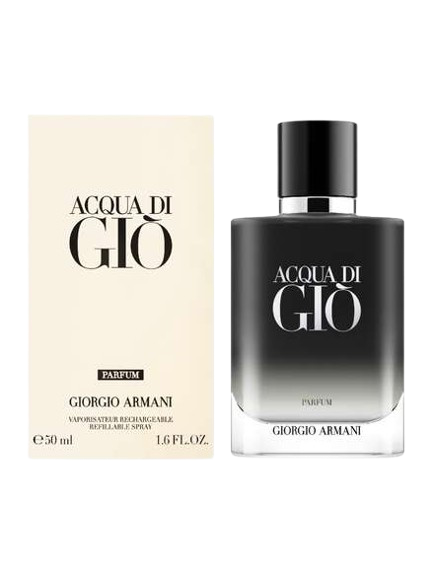 ACQUA DI
GIÒ
PARFUM
GIORGIO ARMANI
VAPORISATEUR RECHARGEABLE
REFILLABLE SPRAY
℮50 ml 1.6 FL.OZ.
ACQUA DI
GIÒ
PARFUM
GIORGIO ARMANI